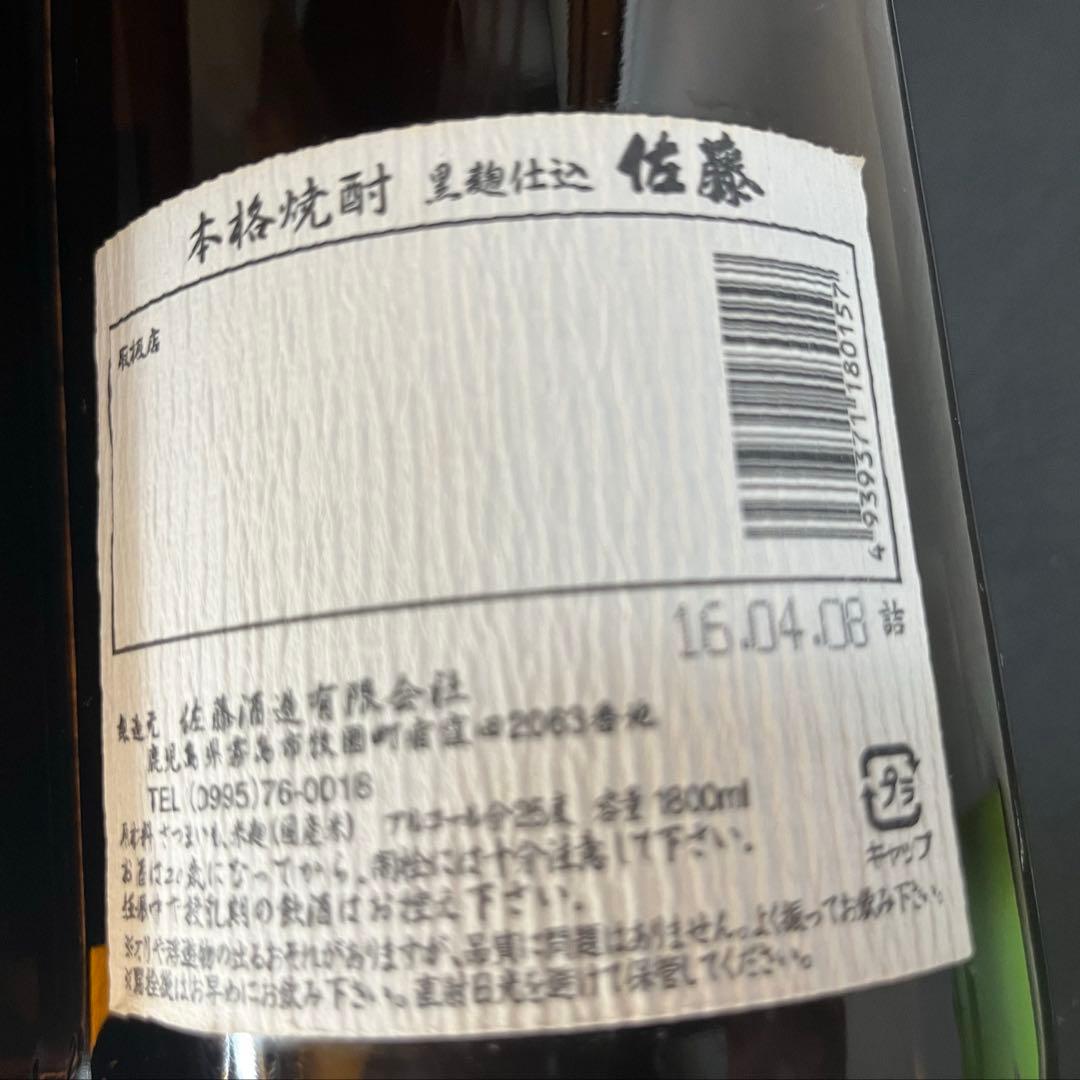 本格焼酎 黒麹仕込 佐藤
取扱店
4 939371 180157
16.04.08 詰
製造元 佐藤酒造有限会社
鹿児島県霧島市牧園町宿窪田2063番地
TEL (0995)76-0018
原材料 さつまいも、米麹(国産米) アルコール分25度 容量 1800ml
お酒は20歳になってから。開栓には十分注意して下さい。
妊娠中や授乳期の飲酒はお控え下さい。
※オリや浮遊物の出るおそれがありますが、品質に問題はありません。よく振ってお飲み下さい。
※開栓後はお早めにお飲み下さい。直射日光を避けて保管してください。
プラ
キャップ